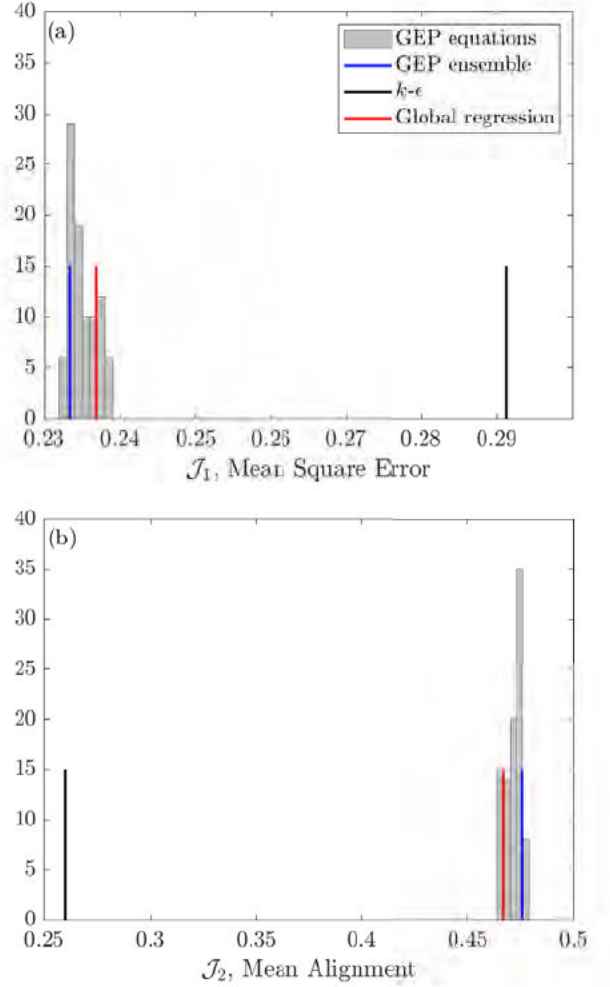 40
(a)
GEP equations
35
GEP ensemble
k-ϵ
30
Global regression
25
20
15
10
5
0
0.23 0.24 0.25 0.26 0.27 0.28 0.29
𝒥₁, Mean Square Error
40
(b)
35
30
25
20
15
10
5
0
0.25 0.3 0.35 0.4 0.45 0.5
𝒥₂, Mean Alignment